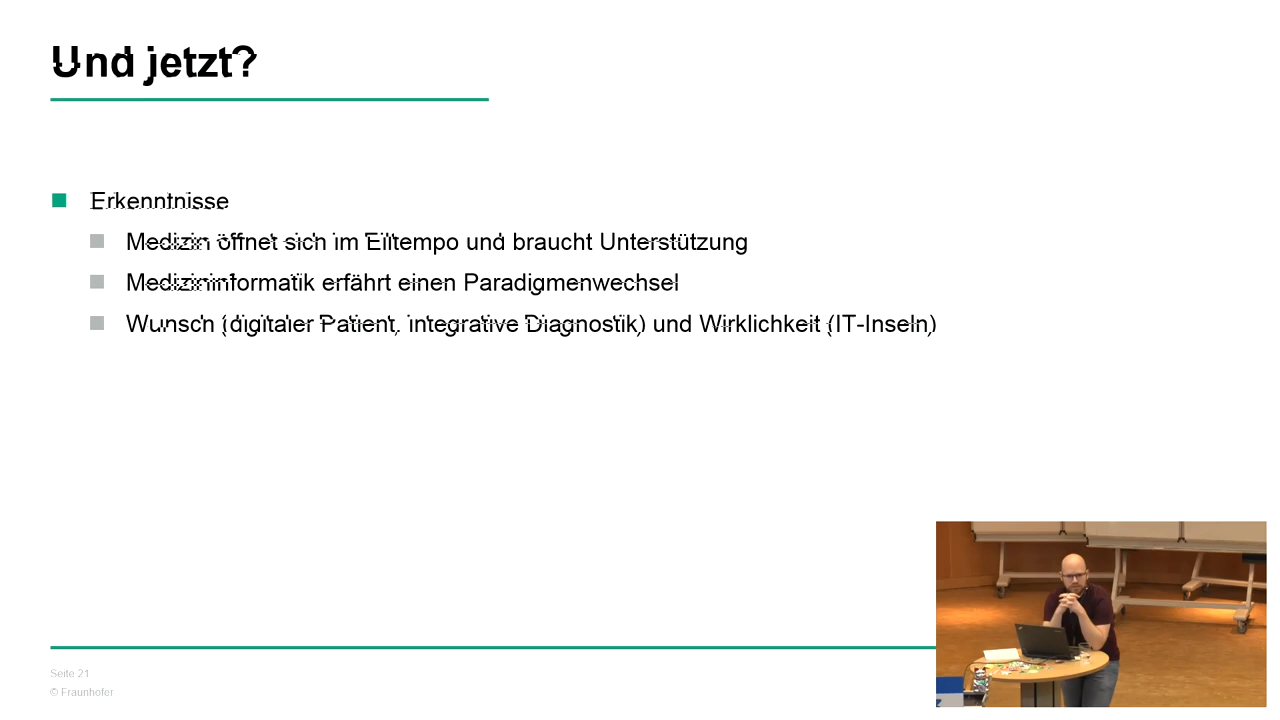 Und jetzt?
Erkenntnisse
Medizin öffnet sich im Eiltempo und braucht Unterstützung
Medizininformatik erfährt einen Paradigmenwechsel
Wunsch (digitaler Patient, integrative Diagnostik) und Wirklichkeit (IT-Inseln)
Seite 21
© Fraunhofer